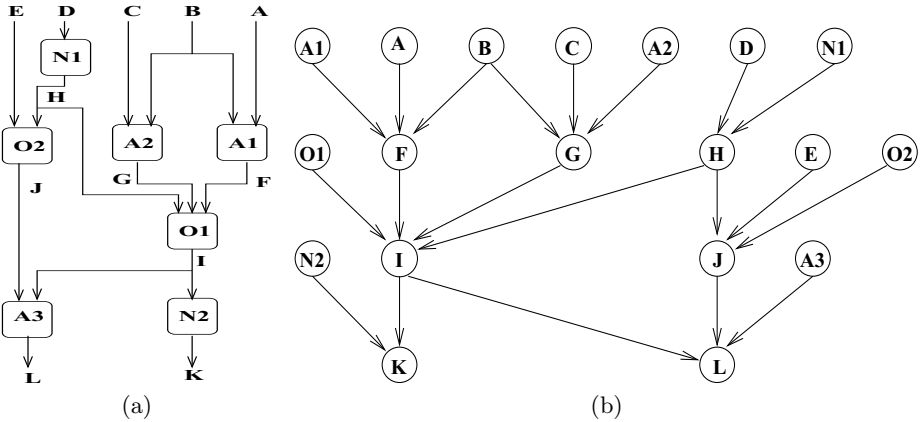 E D C B A
N1
H
O2 A2 A1
J G F
O1
I
A3 N2
L K
(a)
A1 A B C A2 D N1
O1 F G H E O2
N2 I J A3
K L
(b)